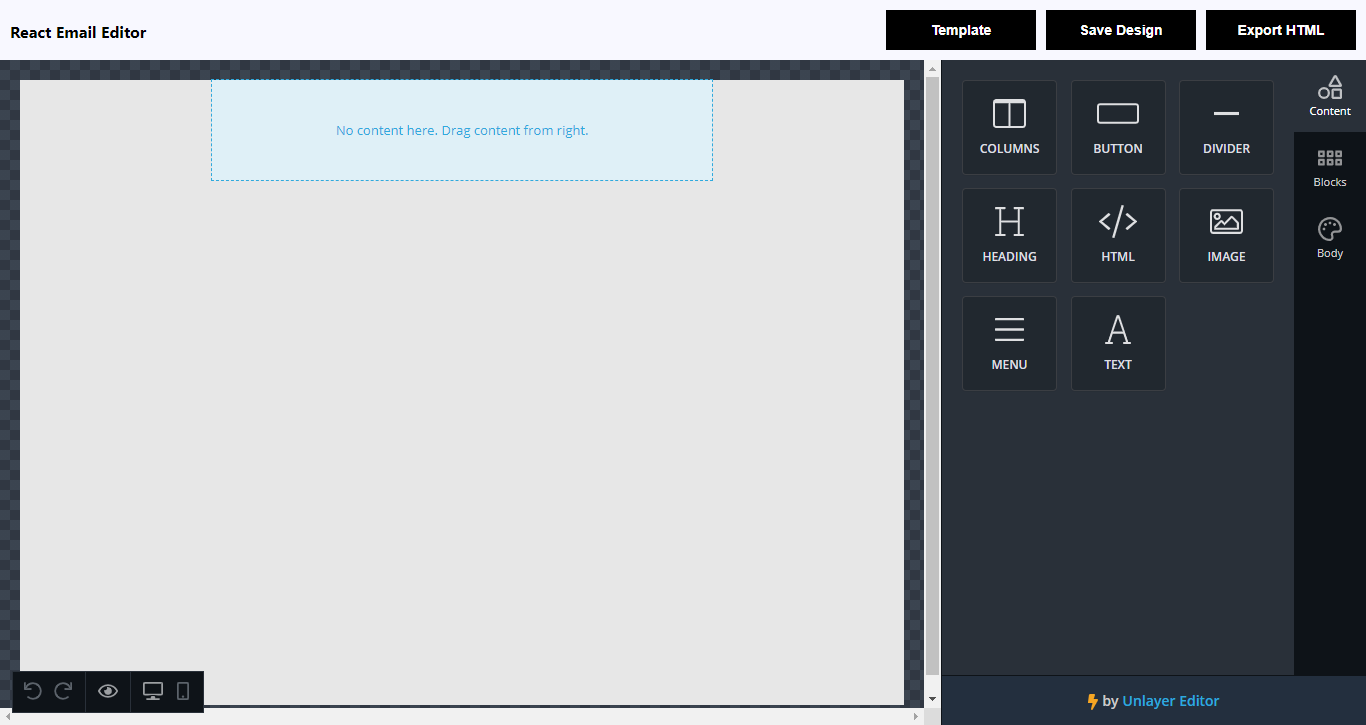 React Email Editor
Template
Save Design
Export HTML
No content here. Drag content from right.
COLUMNS
BUTTON
DIVIDER
HEADING
HTML
IMAGE
MENU
TEXT
Content
Blocks
Body
by Unlayer Editor